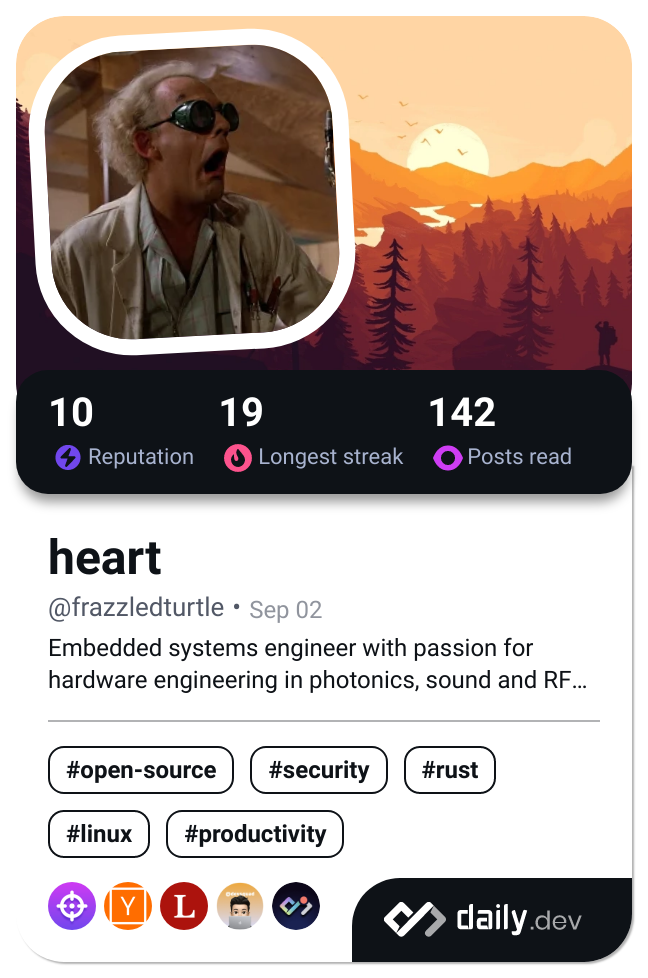 10 19 142
Reputation Longest streak Posts read
heart
@frazzledturtle • Sep 02
Embedded systems engineer with passion for
hardware engineering in photonics, sound and RF…
#open-source #security #rust
#linux #productivity
Y L
daily.dev